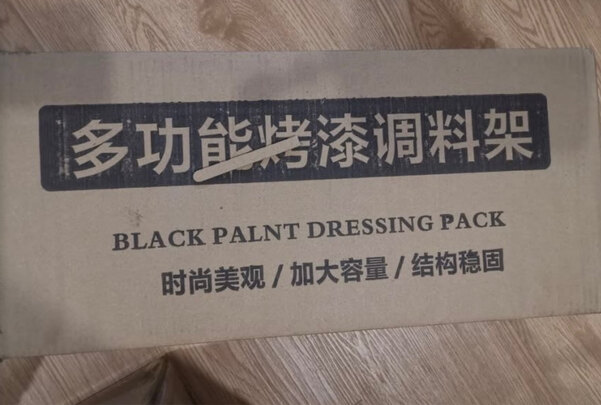 多功能烤漆调料架
BLACK PALNT DRESSING PACK
时尚美观 / 加大容量 / 结构稳固